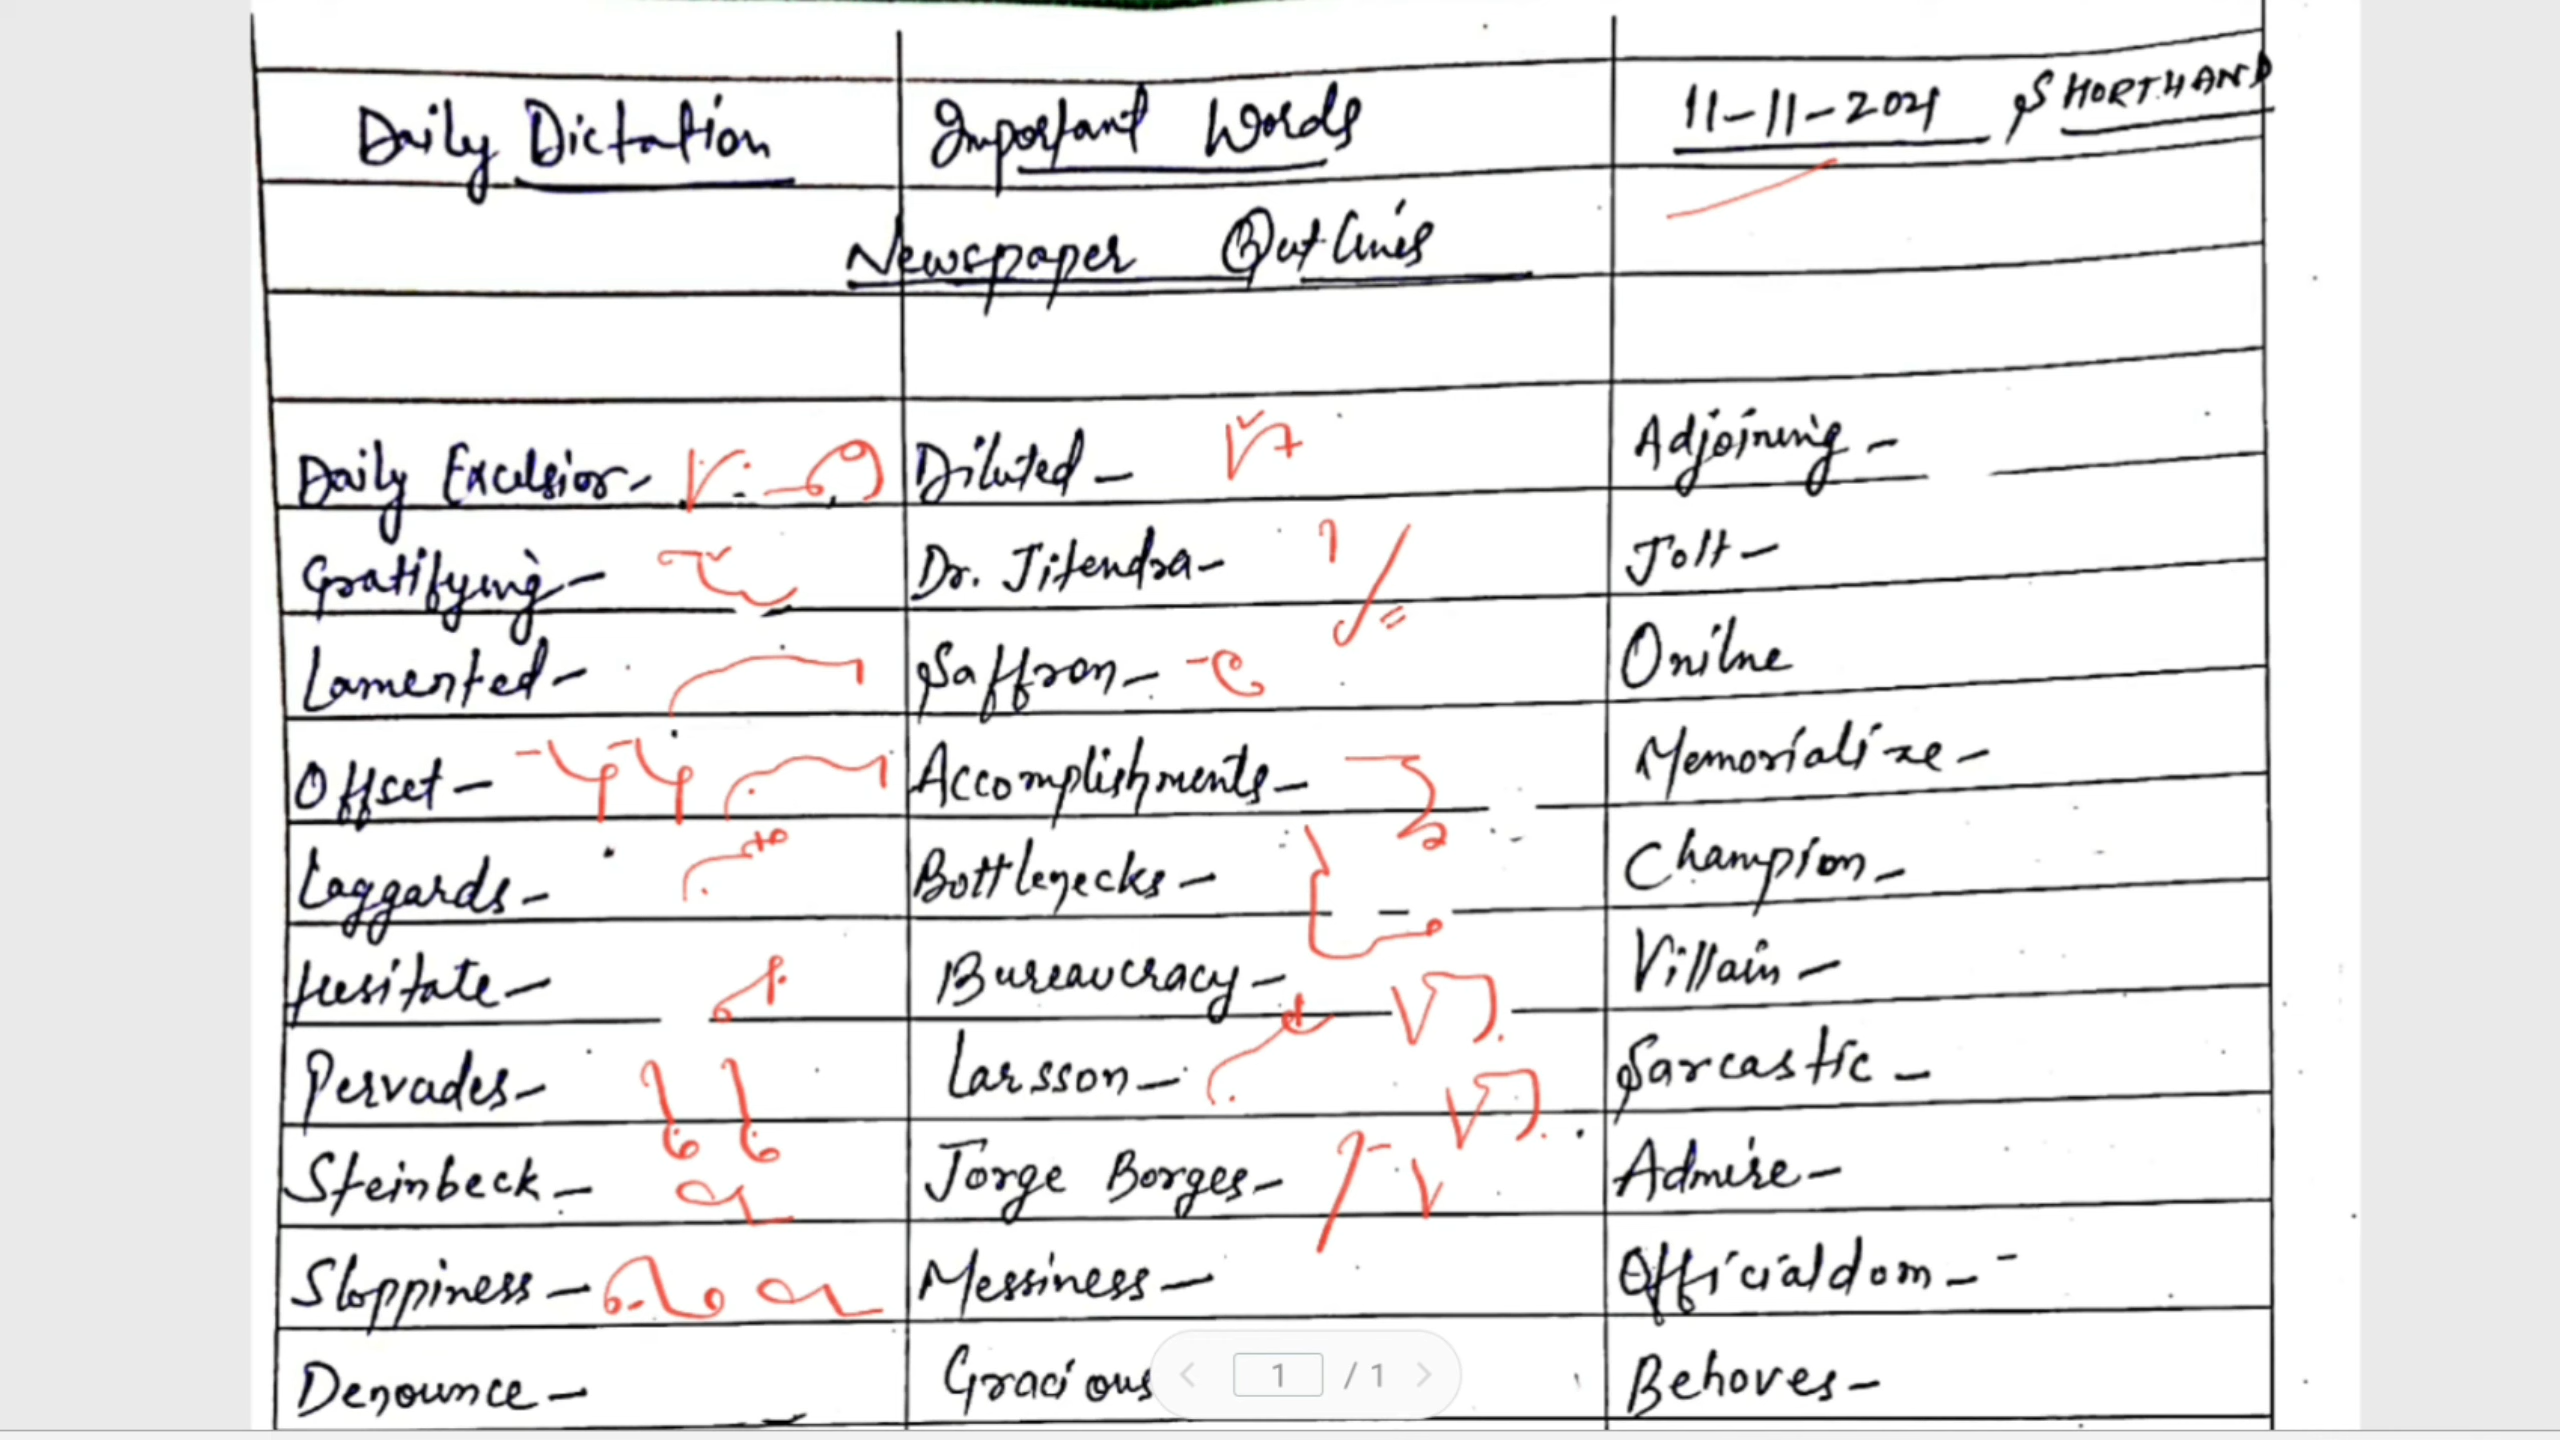 Daily Dictation Important Words 11-11-2021 SHORTHAND
Newspaper Outlines
Daily Excelsior - Diluted - Adjoining -
Gratifying - Dr. Jitendra - Jolt -
Lamented - Saffron - Onilne
Offset - Accomplishments - Memorialize -
Laggards - Bottlenecks - Champion -
Hesitate - Bureaucracy - Villain -
Pervades - Larsson - Sarcastic -
Steinbeck - Jorge Borges - Admire -
Sloppiness - Messiness - Officialdom -
Denounce - Gracious Behoves -
1 / 1